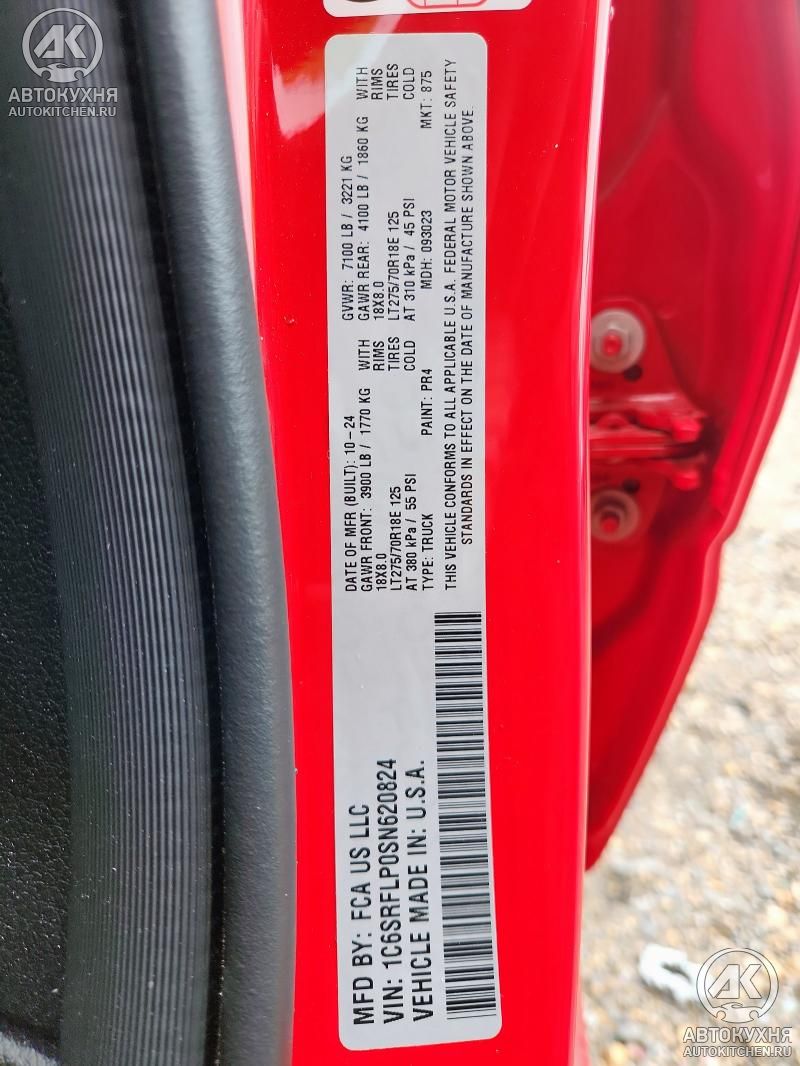 АВТОКУХНЯ
AUTOKITCHEN.RU
MFD BY: FCA US LLC
VIN: 1C6SRFLP0SN620824
VEHICLE MADE IN: U.S.A.
DATE OF MFR (BUILT): 10-24 GVWR: 7100 LB / 3221 KG
GAWR FRONT: 3900 LB / 1770 KG WITH GAWR REAR: 4100 LB / 1860 KG WITH
18X8.0 RIMS 18X8.0 RIMS
LT275/70R18E 125 TIRES LT275/70R18E 125 TIRES
AT 380 kPa / 55 PSI COLD AT 310 kPa / 45 PSI COLD
TYPE: TRUCK PAINT: PR4 MDH: 093023 MKT: 875
THIS VEHICLE CONFORMS TO ALL APPLICABLE U.S.A. FEDERAL MOTOR VEHICLE SAFETY
STANDARDS IN EFFECT ON THE DATE OF MANUFACTURE SHOWN ABOVE.
АК
АВТОКУХНЯ
AUTOKITCHEN.RU